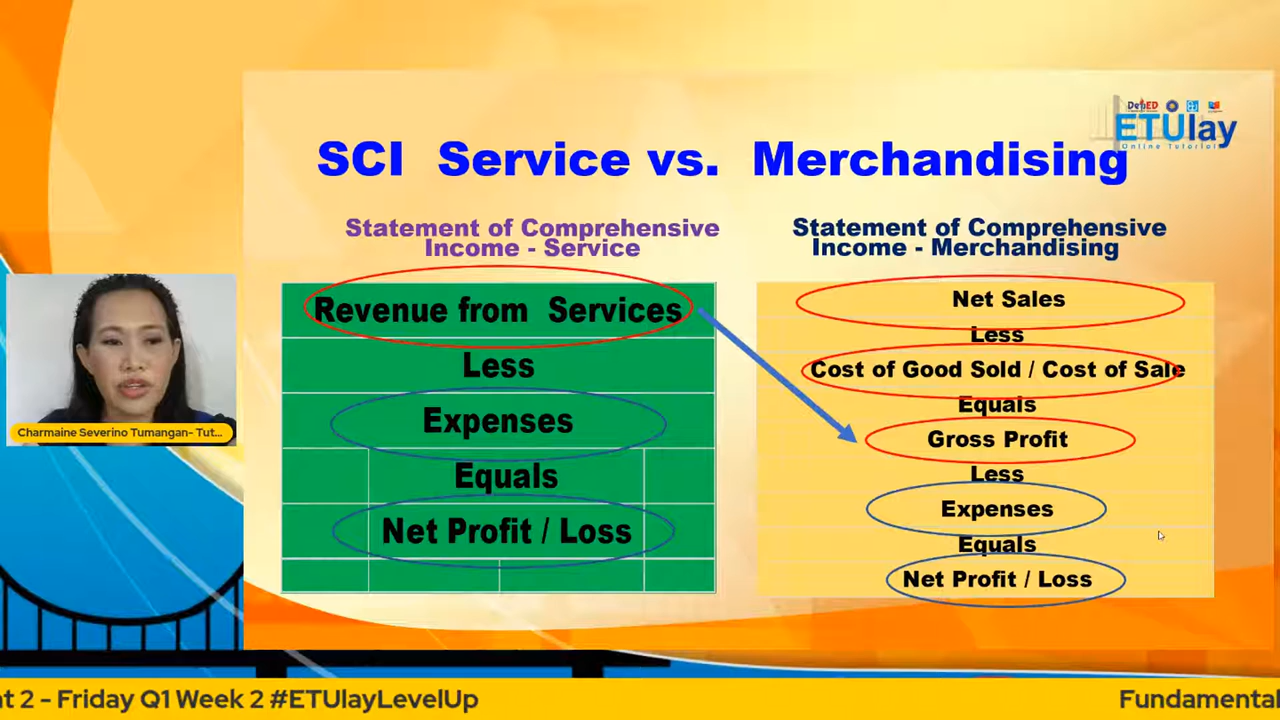 DepED
ETUlay
Online Tutorial
SCI Service vs. Merchandising
Statement of Comprehensive
Income - Service
Revenue from Services
Less
Expenses
Equals
Net Profit / Loss
Statement of Comprehensive
Income - Merchandising
Net Sales
Less
Cost of Good Sold / Cost of Sale
Equals
Gross Profit
Less
Expenses
Equals
Net Profit / Loss
Charmaine Severino Tumangan- Tut...
nt 2 - Friday Q1 Week 2 #ETUlayLevelUp
Fundamental